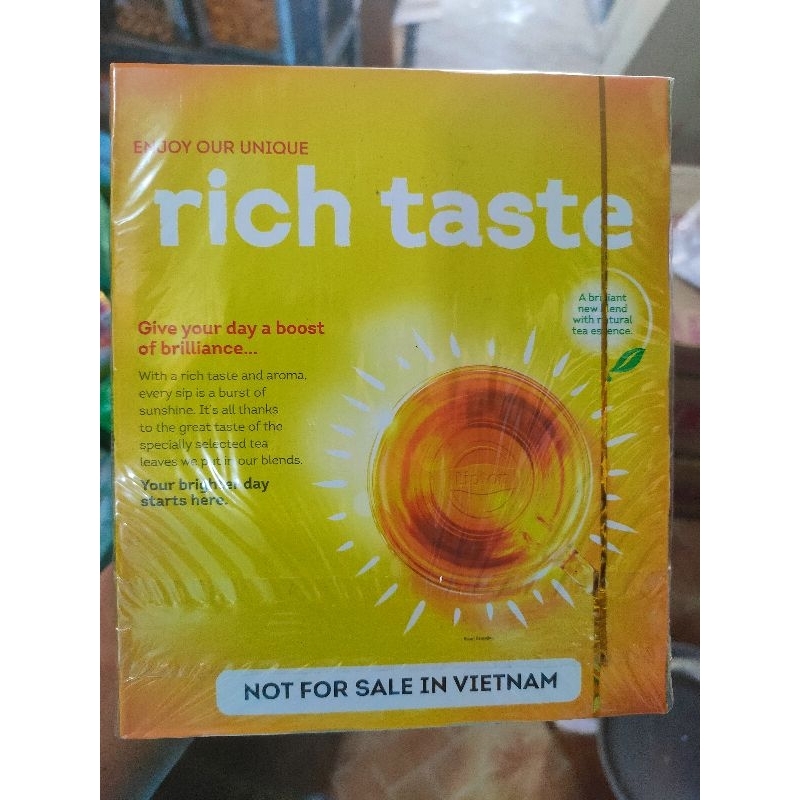 ENJOY OUR UNIQUE
rich taste
A brilliant
new blend
with natural
tea essence.
Give your day a boost
of brilliance...
With a rich taste and aroma,
every sip is a burst of
sunshine. It's all thanks
to the great taste of the
specially selected tea
leaves we put in our blends.
Your brighter day
starts here.
NOT FOR SALE IN VIETNAM